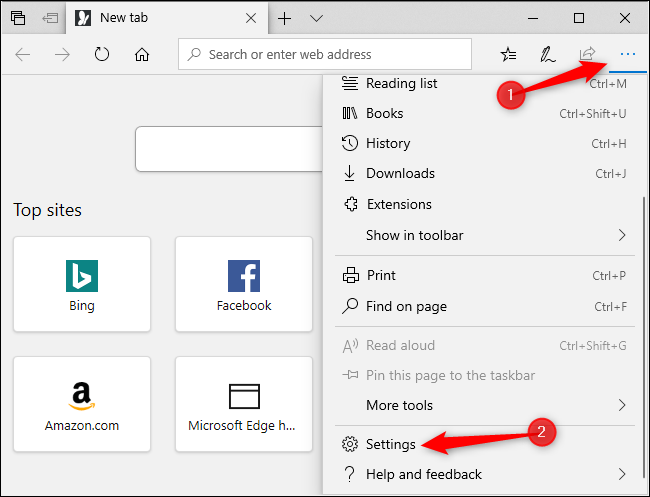 New tab
Search or enter web address
1
Reading list Ctrl+M
Books Ctrl+Shift+U
History Ctrl+H
Downloads Ctrl+J
Extensions
Show in toolbar
Print Ctrl+P
Find on page Ctrl+F
Read aloud Ctrl+Shift+G
Pin this page to the taskbar
More tools
2
Settings
Help and feedback
Top sites
Bing
Facebook
Amazon.com
Microsoft Edge h...